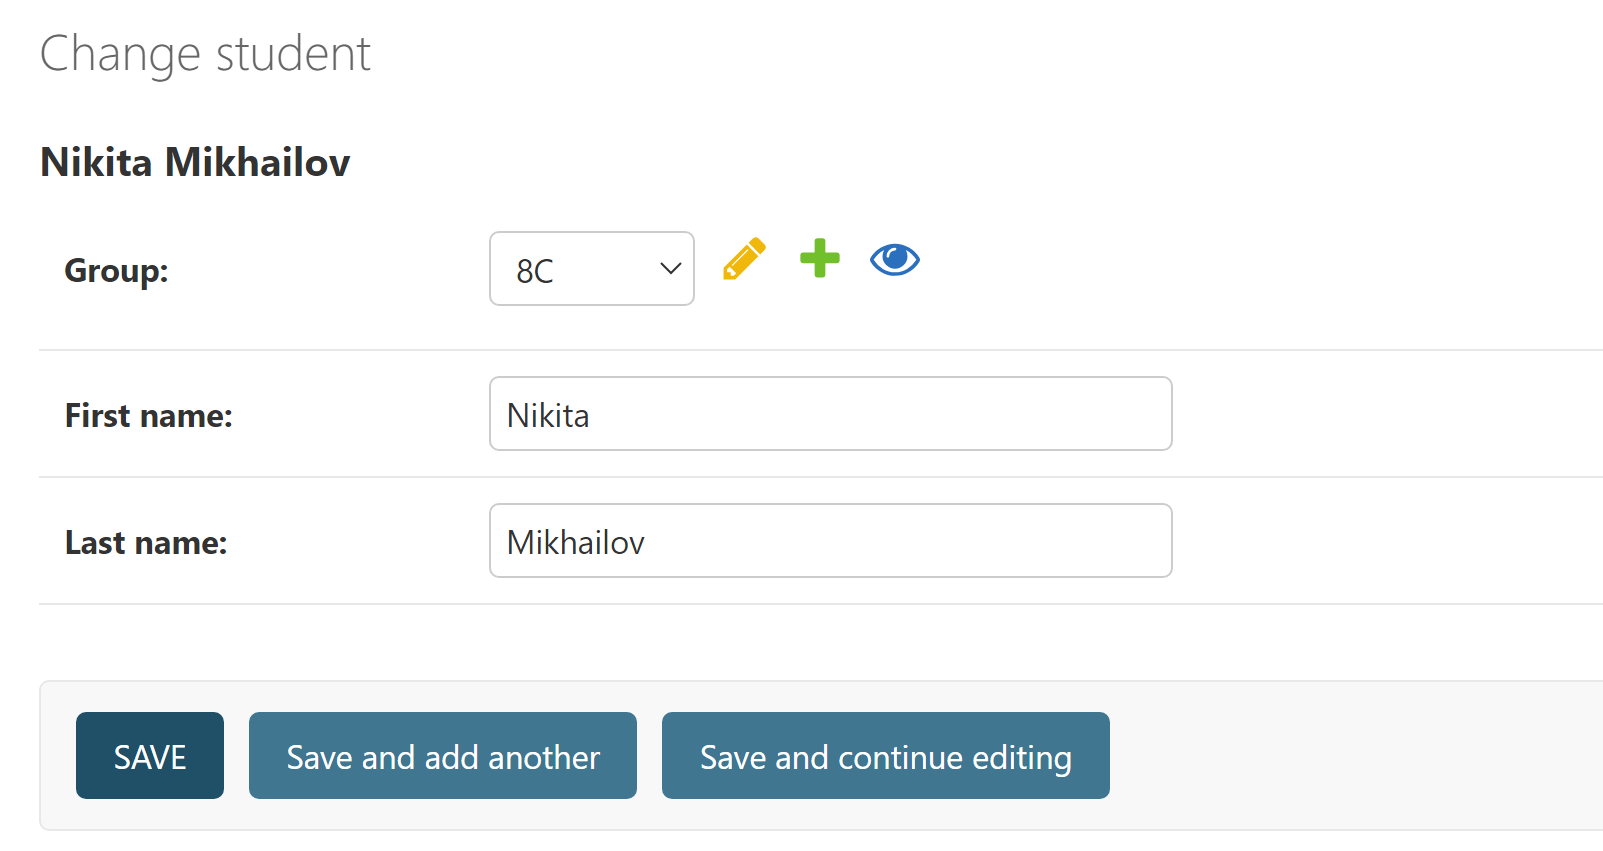 Change student
Nikita Mikhailov
Group: 8C
First name: Nikita
Last name: Mikhailov
SAVE Save and add another Save and continue editing